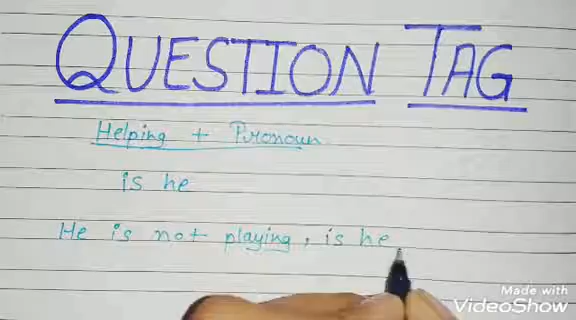 QUESTION TAG
Helping + Pronoun
is he
He is not playing, is he
Made with
VideoShow